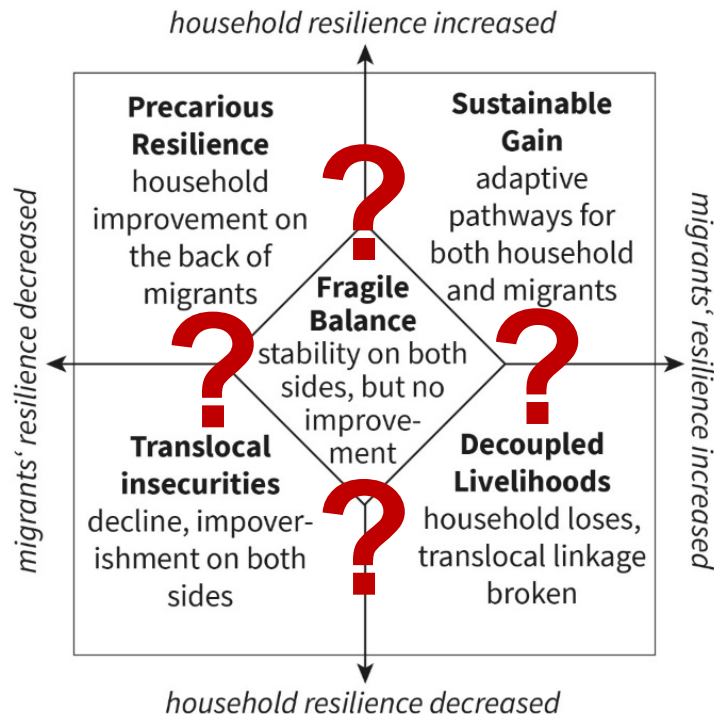 household resilience increased
Precarious
Resilience
household
improvement on
the back of
migrants
Sustainable
Gain
adaptive
pathways for
both household
and migrants
?
migrants‘ resilience decreased
Fragile
Balance
stability on both
sides, but no
improve-
ment
?
?
migrants‘ resilience increased
Translocal
insecurities
decline, impover-
ishment on both
sides
Decoupled
Livelihoods
household loses,
translocal linkage
broken
?
household resilience decreased